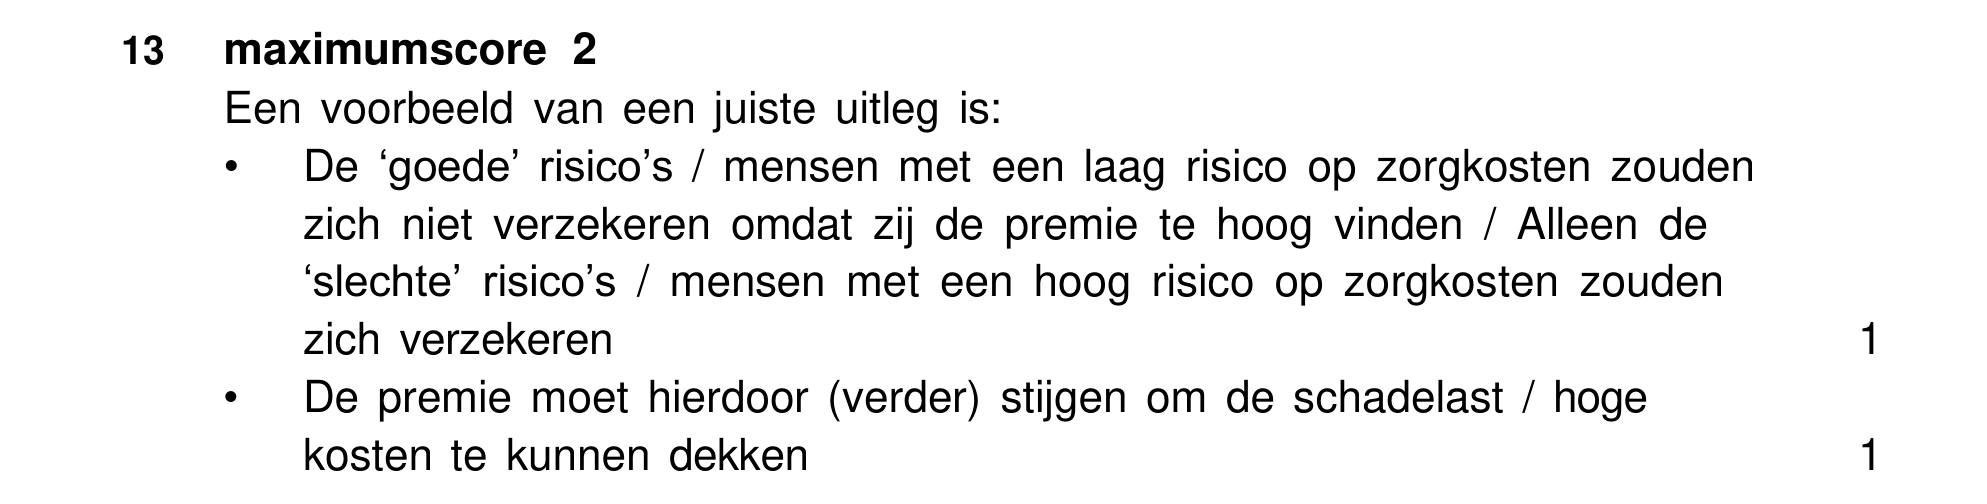 13 maximumscore 2
Een voorbeeld van een juiste uitleg is:
• De ‘goede’ risico’s / mensen met een laag risico op zorgkosten zouden
zich niet verzekeren omdat zij de premie te hoog vinden / Alleen de
‘slechte’ risico’s / mensen met een hoog risico op zorgkosten zouden
zich verzekeren 1
• De premie moet hierdoor (verder) stijgen om de schadelast / hoge
kosten te kunnen dekken 1